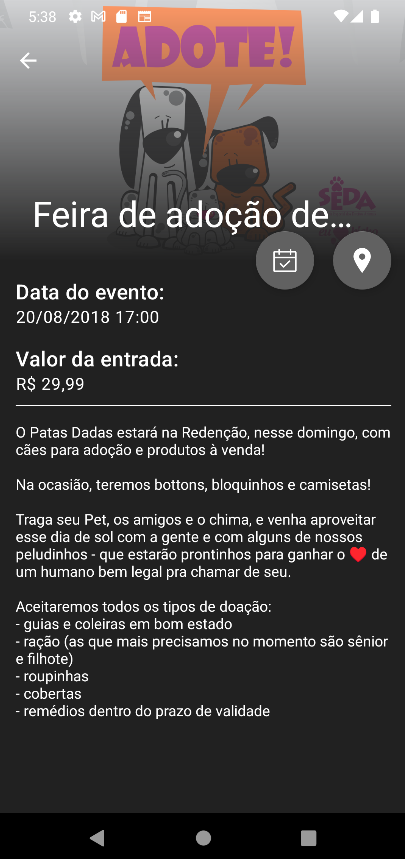 5:38
ADOTE!
SEDA
Feira de adoção de...
Data do evento:
20/08/2018 17:00
Valor da entrada:
R$ 29,99
O Patas Dadas estará na Redenção, nesse domingo, com
cães para adoção e produtos à venda!
Na ocasião, teremos bottons, bloquinhos e camisetas!
Traga seu Pet, os amigos e o chima, e venha aproveitar
esse dia de sol com a gente e com alguns de nossos
peludinhos - que estarão prontinhos para ganhar o ❤ de
um humano bem legal pra chamar de seu.
Aceitaremos todos os tipos de doação:
- guias e coleiras em bom estado
- ração (as que mais precisamos no momento são sênior
e filhote)
- roupinhas
- cobertas
- remédios dentro do prazo de validade